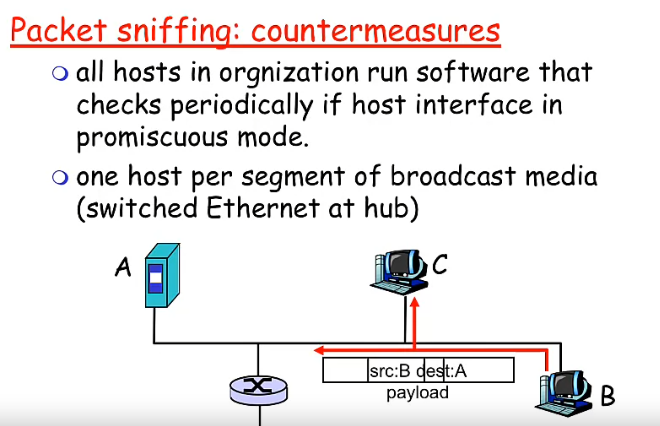 Packet sniffing: countermeasures
all hosts in orgnization run software that
checks periodically if host interface in
promiscuous mode.
one host per segment of broadcast media
(switched Ethernet at hub)
A
C
src:B dest:A
payload
B